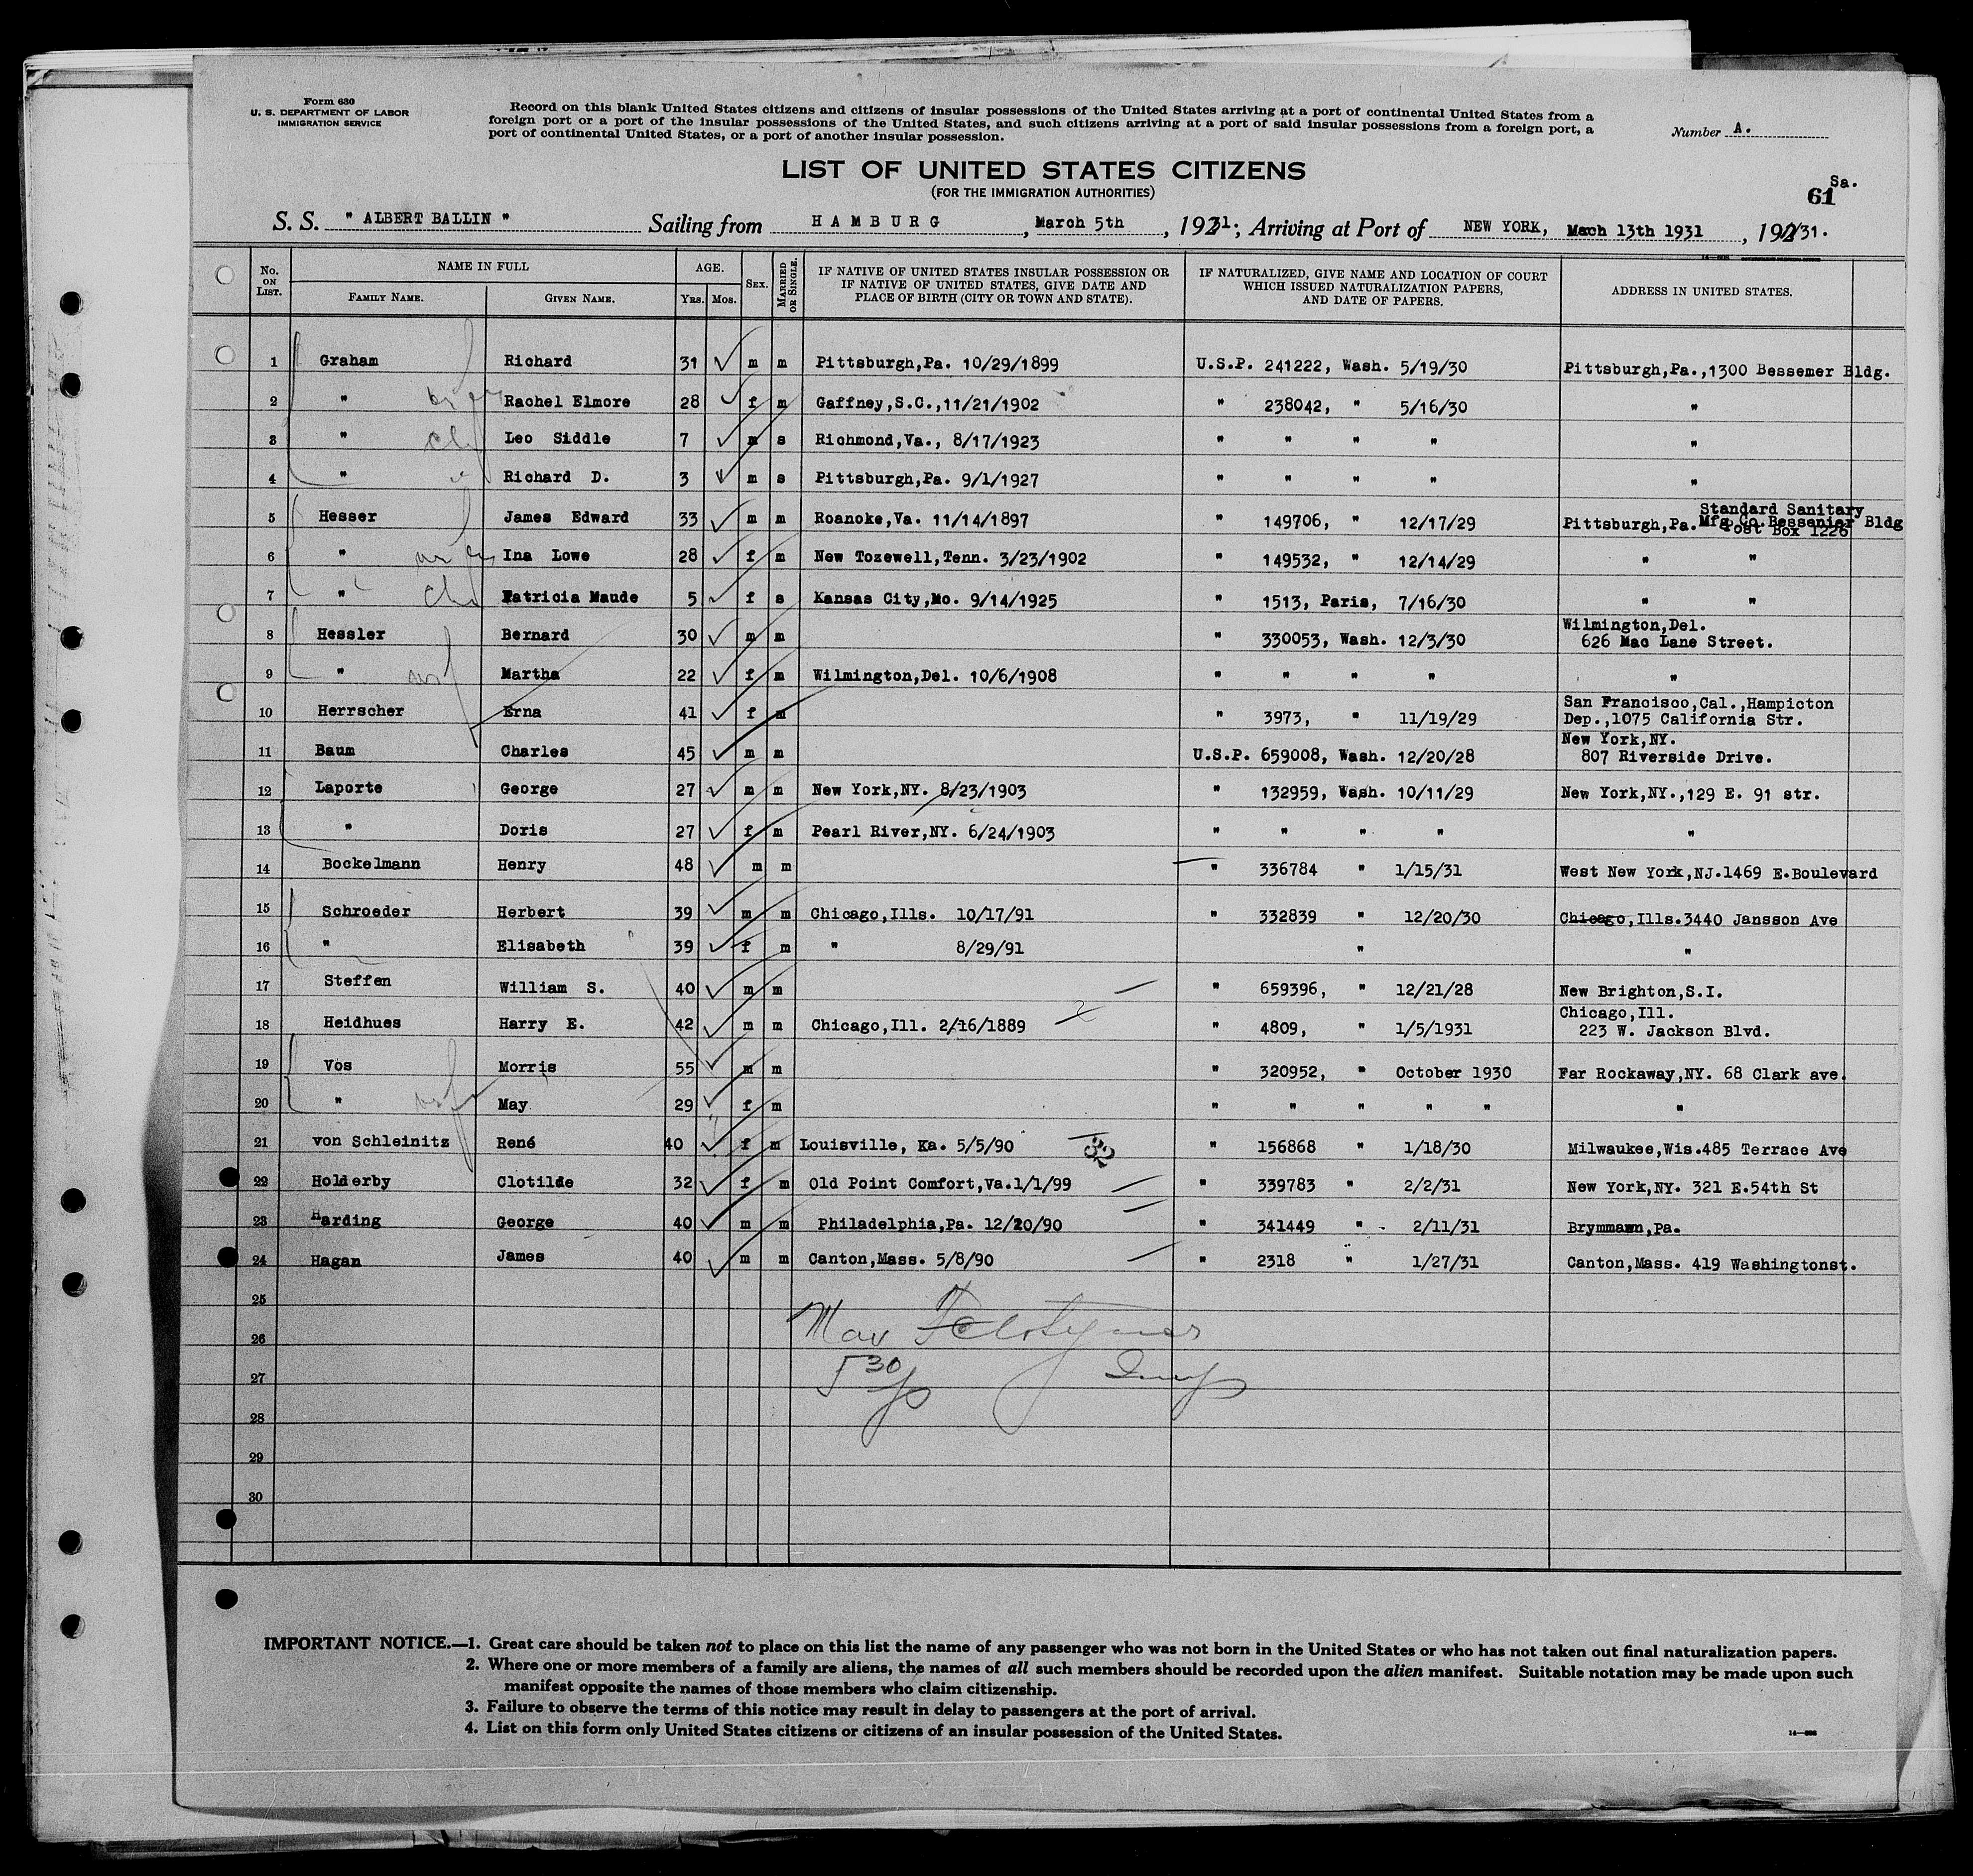 Form 630
U. S. DEPARTMENT OF LABOR
IMMIGRATION SERVICE
Record on this blank United States citizens and citizens of insular possessions of the United States arriving at a port of continental United States from a
foreign port or a port of the insular possessions of the United States, and such citizens arriving at a port of said insular possessions from a foreign port, a
port of continental United States, or a port of another insular possession.
Number A.
LIST OF UNITED STATES CITIZENS
(FOR THE IMMIGRATION AUTHORITIES)
Sa.
61
S. S. " ALBERT BALLIN " Sailing from HAMBURG, March 5th, 1931; Arriving at Port of NEW YORK, Mach 13th 1931, 1931.
No. ON LIST. NAME IN FULL FAMILY NAME. GIVEN NAME. AGE. Yrs. Mos. SEX. MARRIED OR SINGLE. IF NATIVE OF UNITED STATES INSULAR POSSESSION OR IF NATIVE OF UNITED STATES, GIVE DATE AND PLACE OF BIRTH (CITY OR TOWN AND STATE). IF NATURALIZED, GIVE NAME AND LOCATION OF COURT WHICH ISSUED NATURALIZATION PAPERS, AND DATE OF PAPERS. ADDRESS IN UNITED STATES.
1 Graham Richard 31 m m Pittsburgh,Pa. 10/29/1899 U.S.P. 241222, Wash. 5/19/30 Pittsburgh,Pa.,1300 Bessemer Bldg.
2 " Rachel Elmore 28 f m Gaffney,S.C.,11/21/1902 " 238042, " 5/16/30 "
3 " Leo Siddle 7 m s Richmond,Va., 8/17/1923 " " " " "
4 " Richard D. 3 m s Pittsburgh,Pa. 9/1/1927 " " " " "
5 Hesser James Edward 33 m m Roanoke,Va. 11/14/1897 " 149706, " 12/17/29 Pittsburgh,Pa. Standard Sanitary Mfg Co.Bessenier Bldg Post Box 1226
6 " Ina Lowe 28 f m New Tozewell,Tenn. 3/23/1902 " 149532, " 12/14/29 " "
7 " Patricia Maude 5 f s Kansas City,Mo. 9/14/1925 " 1513, Paris, 7/16/30 " "
8 Hessler Bernard 30 m m " 330053, Wash. 12/3/30 Wilmington,Del. 626 Mac Lane Street.
9 " Martha 22 f m Wilmington,Del. 10/6/1908 " " " " "
10 Herrscher Erna 41 f m " 3973, " 11/19/29 San Francisco,Cal.,Hampicton Dep.,1075 California Str.
11 Baum Charles 45 m m U.S.P. 659008, Wash. 12/20/28 New York,NY. 807 Riverside Drive.
12 Laporte George 27 m m New York,NY. 8/23/1903 " 132959, Wash. 10/11/29 New York,NY.,129 E. 91 str.
13 " Doris 27 f m Pearl River,NY. 6/24/1903 " " " " "
14 Bockelmann Henry 48 m m " 336784 " 1/15/31 West New York,NJ.1469 E.Boulevard
15 Schroeder Herbert 39 m m Chicago,Ills. 10/17/91 " 332839 " 12/20/30 Chicago,Ills.3440 Jansson Ave
16 " Elisabeth 39 f m " 8/29/91 " "
17 Steffen William S. 40 m m " 659396, " 12/21/28 New Brighton,S.I.
18 Heidhues Harry E. 42 m m Chicago,Ill. 2/16/1889 " 4809, " 1/5/1931 Chicago,Ill. 223 W. Jackson Blvd.
19 Vos Morris 55 m m " 320952, " October 1930 Far Rockaway,NY. 68 Clark ave.
20 " May 29 f m " " " " " "
21 von Schleinitz René 40 f m Louisville, Ka. 5/5/90 32 " 156868 " 1/18/30 Milwaukee,Wis.485 Terrace Ave
22 Holderby Clotilde 32 f m Old Point Comfort,Va.1/1/99 " 339783 " 2/2/31 New York,NY. 321 E.54th St
23 Harding George 40 m m Philadelphia,Pa. 12/20/90 " 341449 " 2/11/31 Brymmawn,Pa.
24 Hagan James 40 m m Canton,Mass. 5/8/90 " 2318 " 1/27/31 Canton,Mass. 419 Washingtonst.
25
26
27
28
29
30
IMPORTANT NOTICE.—1. Great care should be taken not to place on this list the name of any passenger who was not born in the United States or who has not taken out final naturalization papers.
2. Where one or more members of a family are aliens, the names of all such members should be recorded upon the alien manifest. Suitable notation may be made upon such
manifest opposite the names of those members who claim citizenship.
3. Failure to observe the terms of this notice may result in delay to passengers at the port of arrival.
4. List on this form only United States citizens or citizens of an insular possession of the United States.